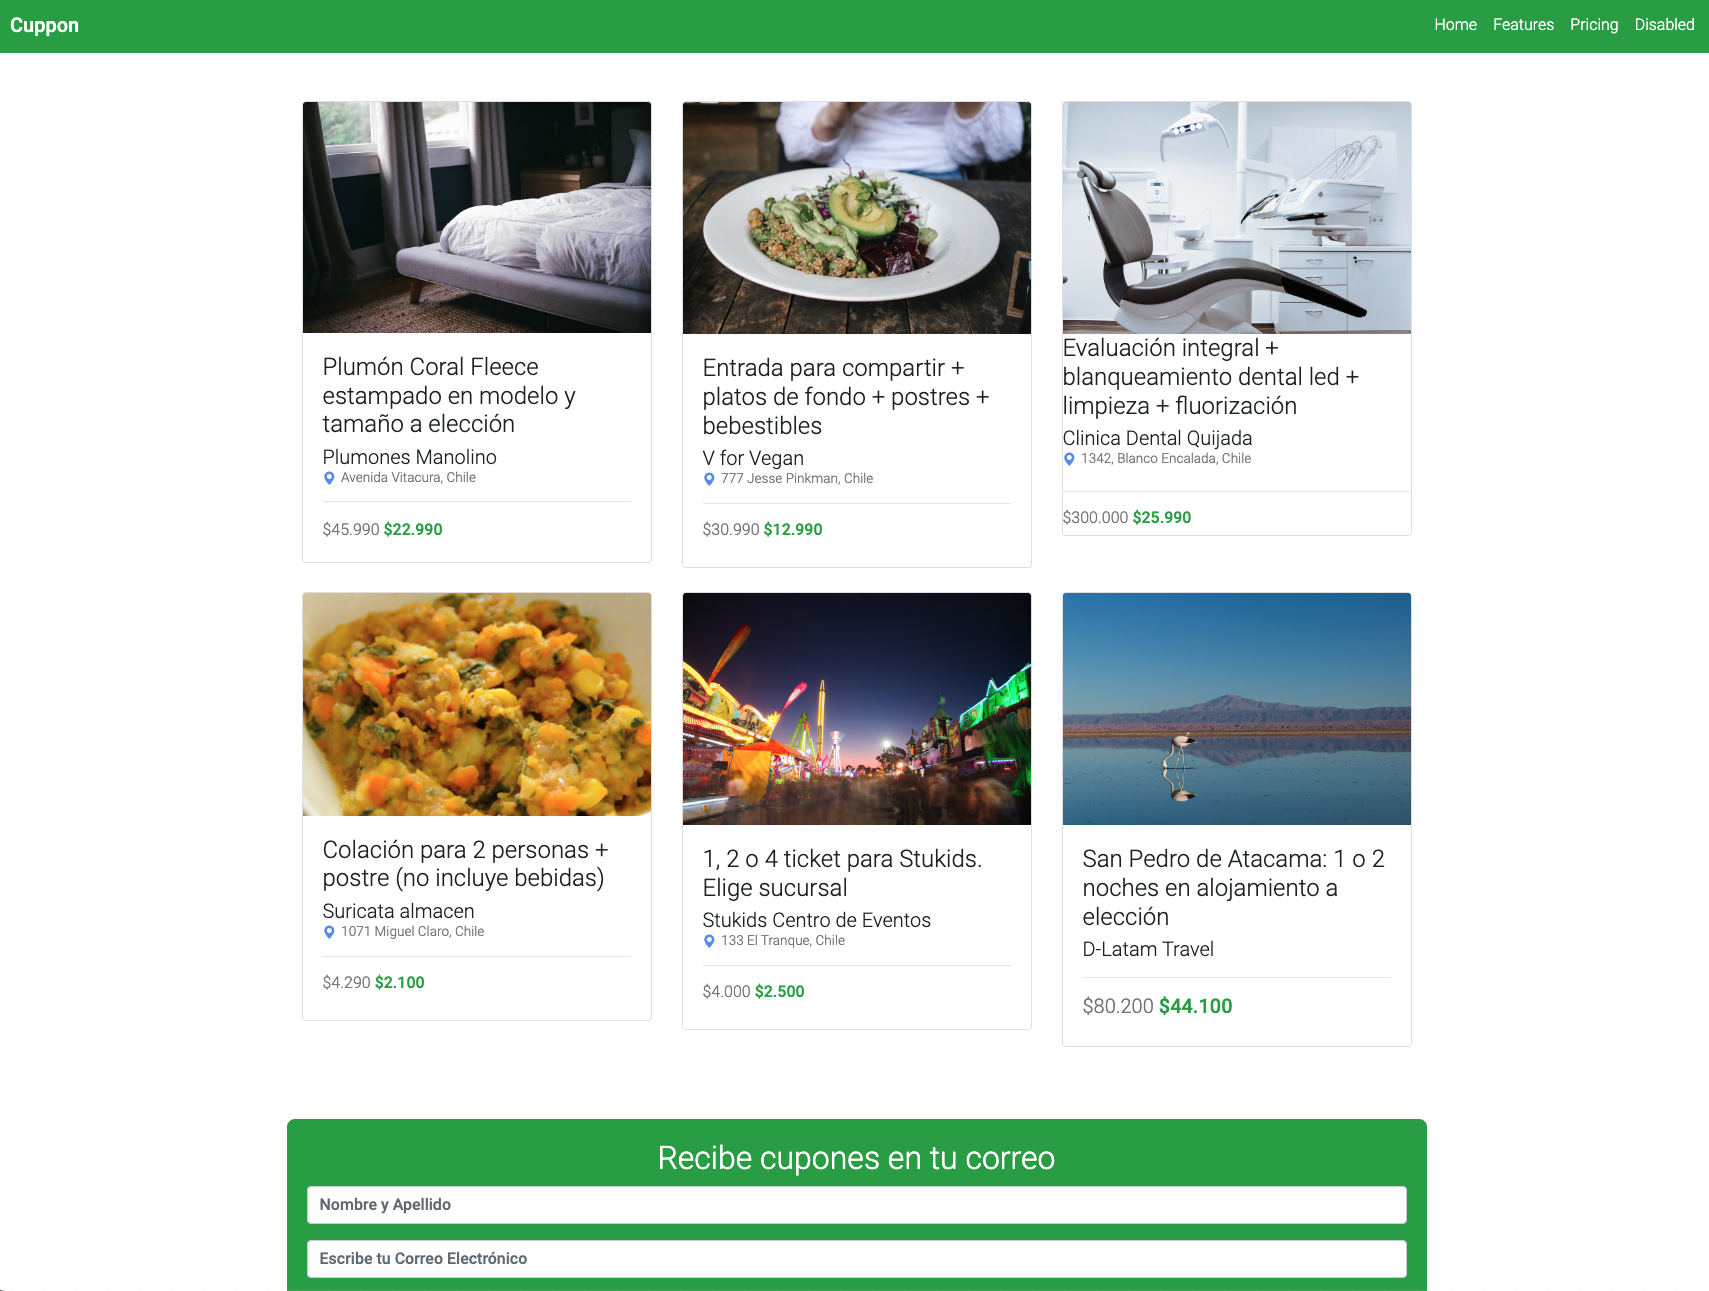 Cuppon
Home Features Pricing Disabled
Plumón Coral Fleece
estampado en modelo y
tamaño a elección
Plumones Manolino
Avenida Vitacura, Chile
$45.990 $22.990
Entrada para compartir +
platos de fondo + postres +
bebestibles
V for Vegan
777 Jesse Pinkman, Chile
$30.990 $12.990
Evaluación integral +
blanqueamiento dental led +
limpieza + fluorización
Clinica Dental Quijada
1342, Blanco Encalada, Chile
$300.000 $25.990
Colación para 2 personas +
postre (no incluye bebidas)
Suricata almacen
1071 Miguel Claro, Chile
$4.290 $2.100
1, 2 o 4 ticket para Stukids.
Elige sucursal
Stukids Centro de Eventos
133 El Tranque, Chile
$4.000 $2.500
San Pedro de Atacama: 1 o 2
noches en alojamiento a
elección
D-Latam Travel
$80.200 $44.100
Recibe cupones en tu correo
Nombre y Apellido
Escribe tu Correo Electrónico